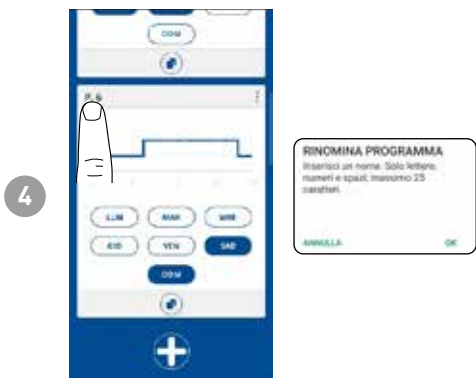 DOM
P. 6
4
LUN MAR MER
GIO VEN SAB
DOM
RINOMINA PROGRAMMA
Inserisci un nome. Solo lettere,
numeri e spazi, massimo 25
caratteri.
ANNULLA OK